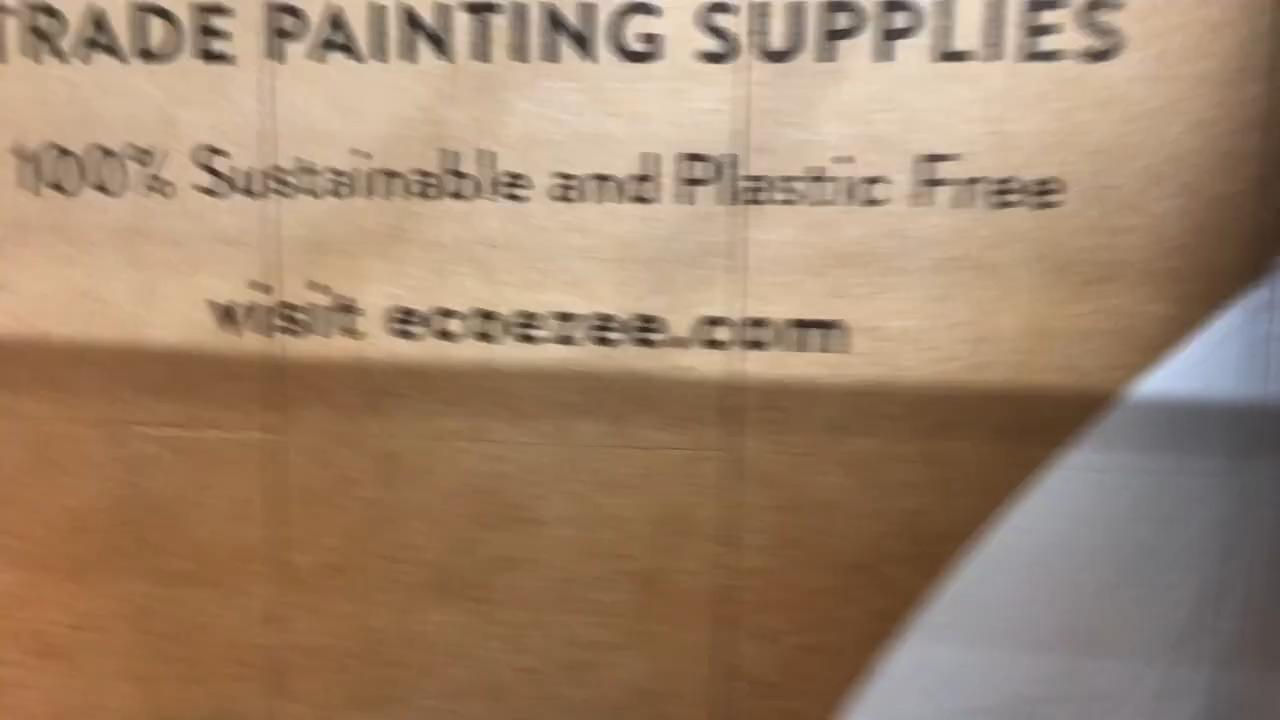 TRADE PAINTING SUPPLIES
100% Sustainable and Plastic Free
visit ecoezee.com